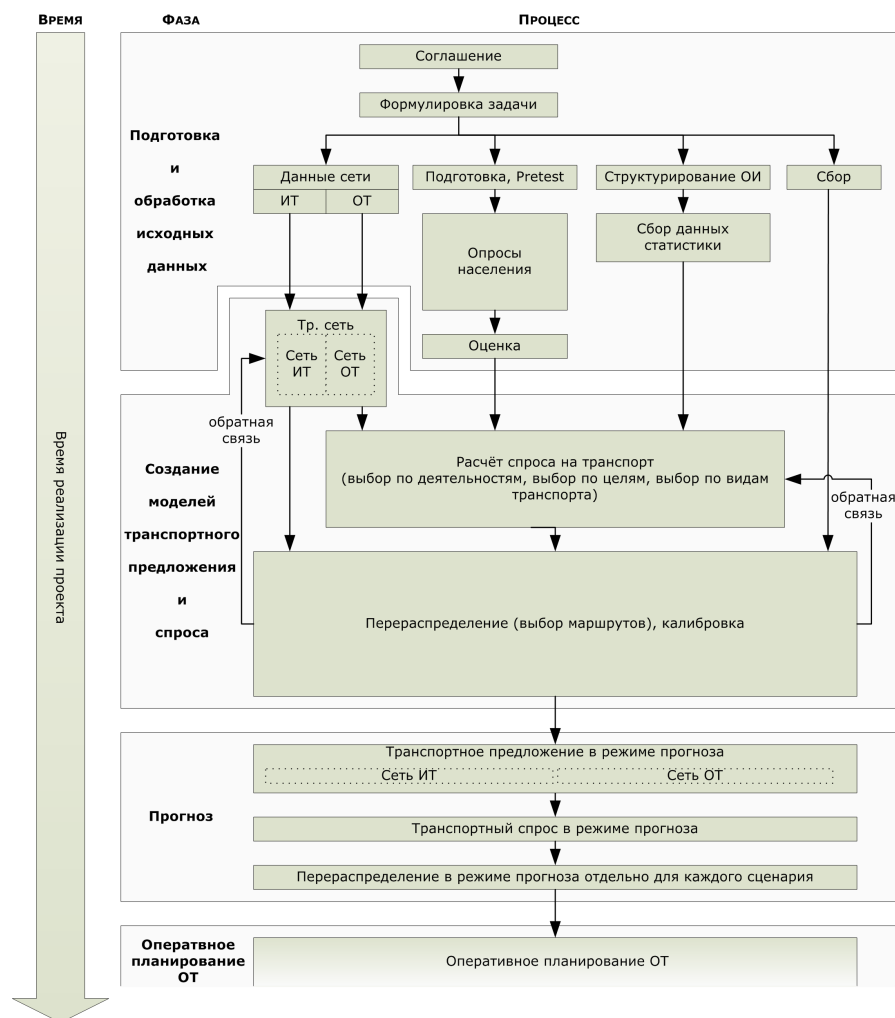 ВРЕМЯ
ФАЗА
ПРОЦЕСС
Соглашение
Формулировка задачи
Подготовка
и
обработка
исходных
данных
Данные сети
ИТ
ОТ
Подготовка, Pretest
Структурирование ОИ
Сбор
Опросы
населения
Сбор данных
статистики
Тр. сеть
Сеть
ИТ
Сеть
ОТ
Оценка
обратная
связь
Время реализации проекта
Создание
моделей
транспортного
предложения
и
спроса
Расчёт спроса на транспорт
(выбор по деятельностям, выбор по целям, выбор по видам
транспорта)
обратная
связь
Перераспределение (выбор маршрутов), калибровка
Прогноз
Транспортное предложение в режиме прогноза
Сеть ИТ
Сеть ОТ
Транспортный спрос в режиме прогноза
Перераспределение в режиме прогноза отдельно для каждого сценария
Оператвное
планирование
ОТ
Оперативное планирование ОТ